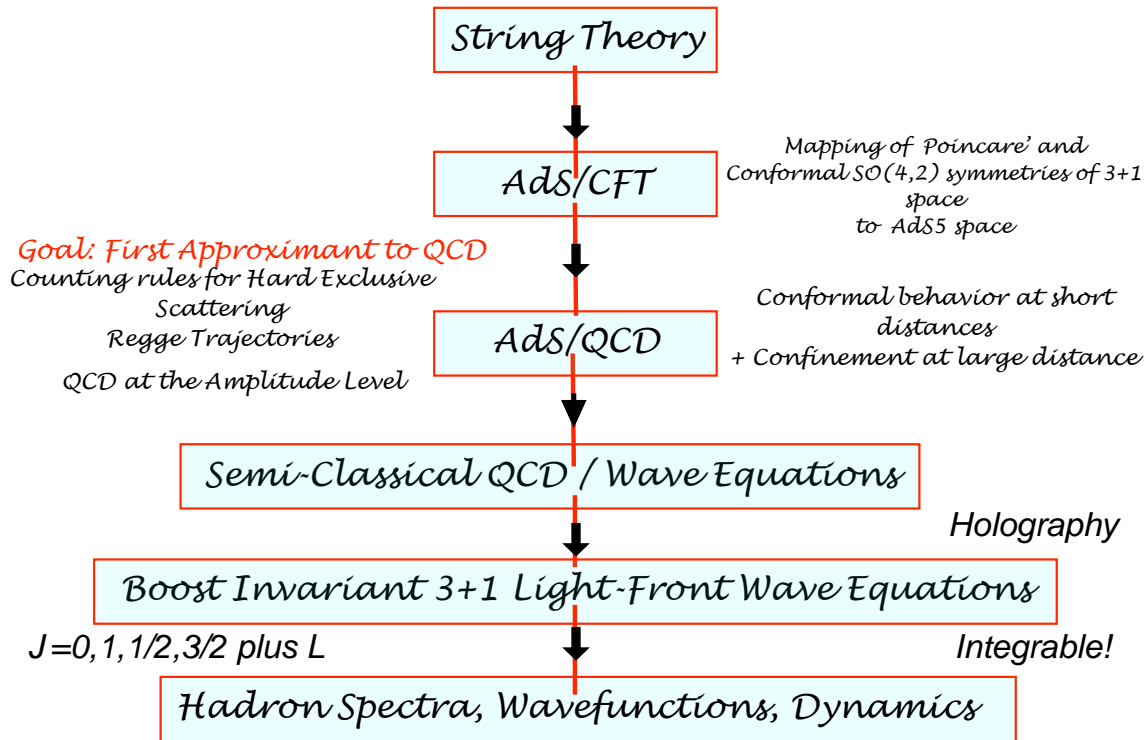 String Theory
AdS/CFT
Mapping of Poincare' and
Conformal SO(4,2) symmetries of 3+1
space
to AdS5 space
Goal: First Approximant to QCD
Counting rules for Hard Exclusive
Scattering
Regge Trajectories
QCD at the Amplitude Level
AdS/QCD
Conformal behavior at short
distances
+ Confinement at large distance
Semi-Classical QCD / Wave Equations
Holography
Boost Invariant 3+1 Light-Front Wave Equations
J=0,1,1/2,3/2 plus L
Integrable!
Hadron Spectra, Wavefunctions, Dynamics